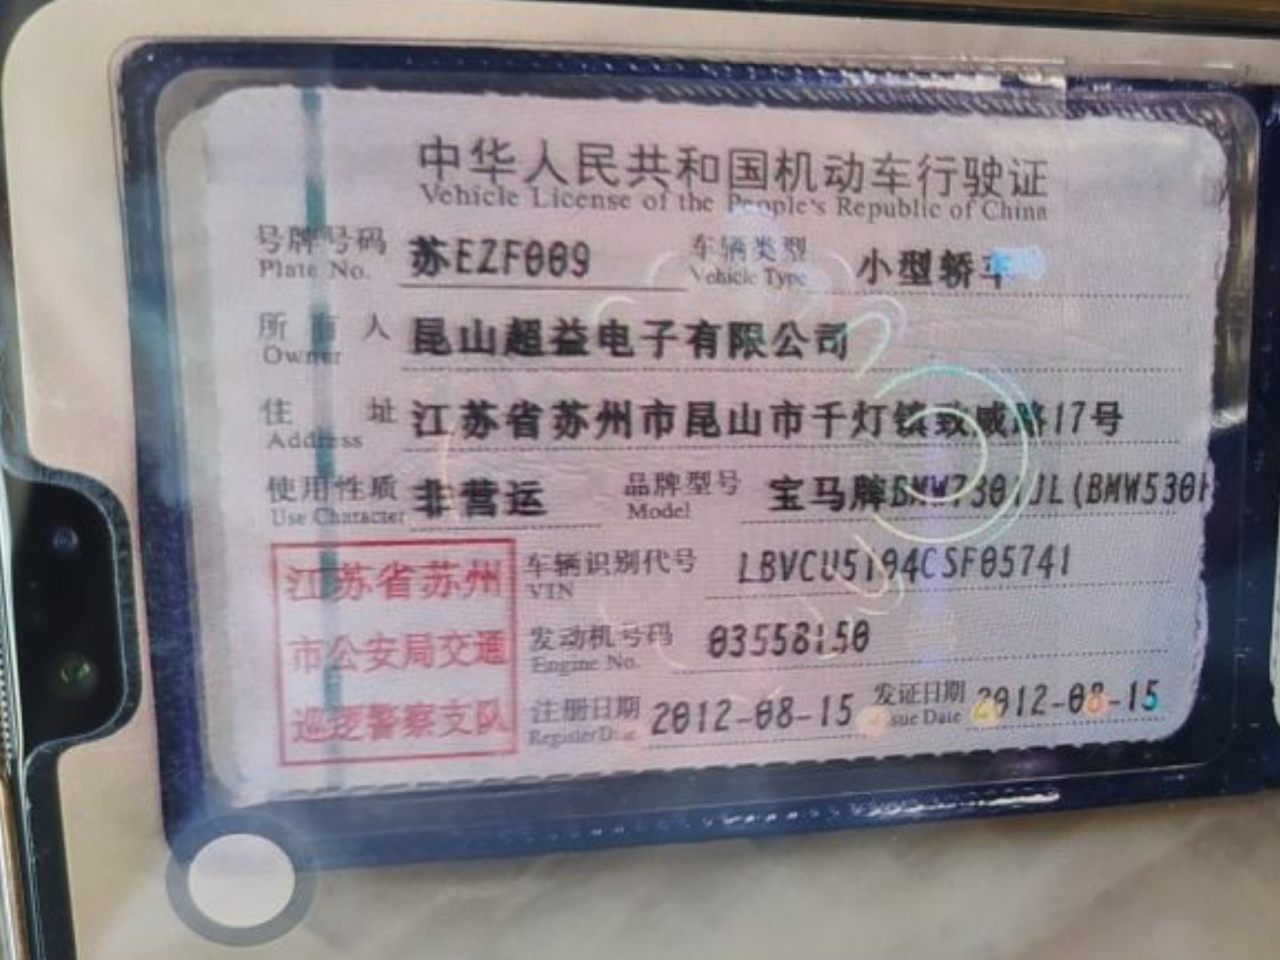 中华人民共和国机动车行驶证
Vehicle License of the People's Republic of China
号牌号码 苏EZF009 车辆类型 小型轿车
Plate No. Vehicle Type
所有人 昆山超益电子有限公司
Owner
住址 江苏省苏州市昆山市千灯镇致威路17号
Address
使用性质 非营运 品牌型号 宝马牌
Use Character Model
江苏省苏州
市公安局交通
巡逻警察支队
车辆识别代号 LBVCU5194CSF05741
VIN
发动机号码 03558150
Engine No.
注册日期 2012-08-15 发证日期 2012-08-15
Register Date Issue Date